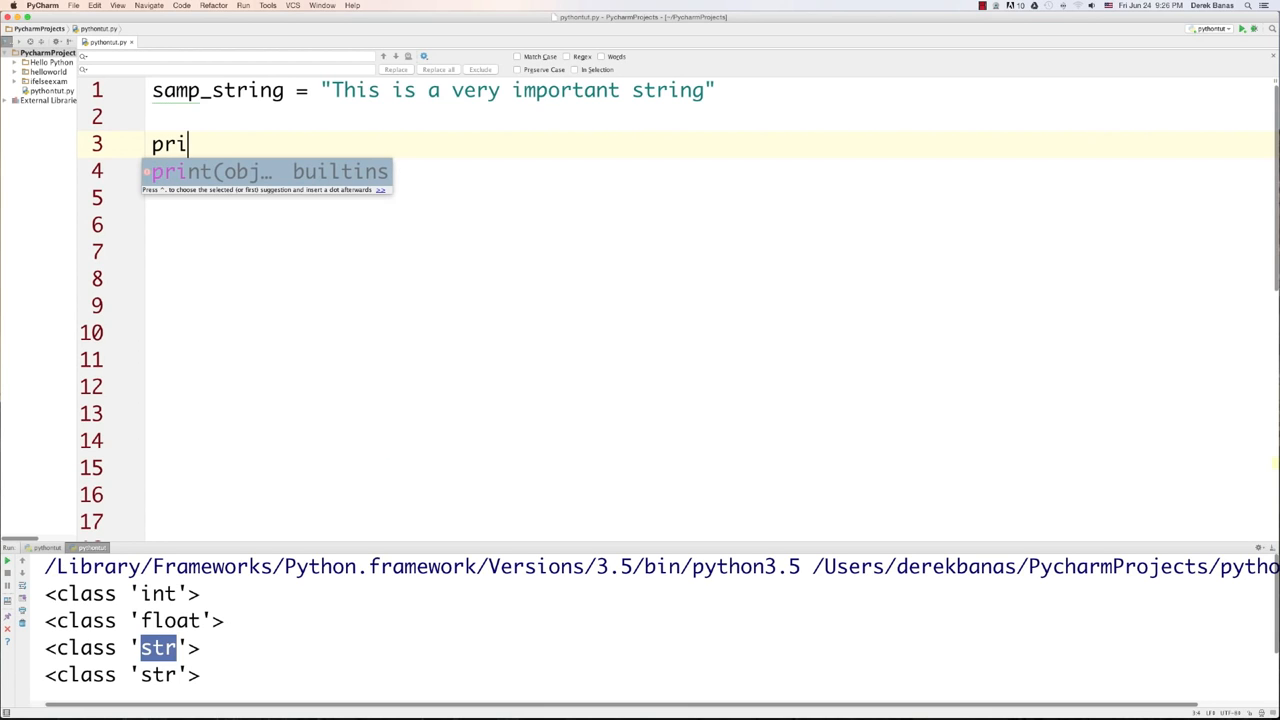 PyCharm File Edit View Navigate Code Refactor Run Tools VCS Window Help
10 Fri Jun 24 9:26 PM Derek Banas
pythontut.py - PycharmProjects - [~/PycharmProjects]
PycharmProjects pythontut.py
pythontut
pythontut.py
PycharmProject
Match Case Regex Words
Hello Python
Replace Replace all Exclude Preserve Case In Selection
helloworld
ifelseexam
pythontut.py
External Librarie
1 samp_string = "This is a very important string"
2
3 pri
4 print(obj… builtins
Press ^. to choose the selected (or first) suggestion and insert a dot afterwards >>
5
6
7
8
9
10
11
12
13
14
15
16
17
Run: pythontut pythontut
/Library/Frameworks/Python.framework/Versions/3.5/bin/python3.5 /Users/derekbanas/PycharmProjects/pytho
<class 'int'>
<class 'float'>
<class 'str'>
<class 'str'>
3:4 LF÷ UTF-8÷